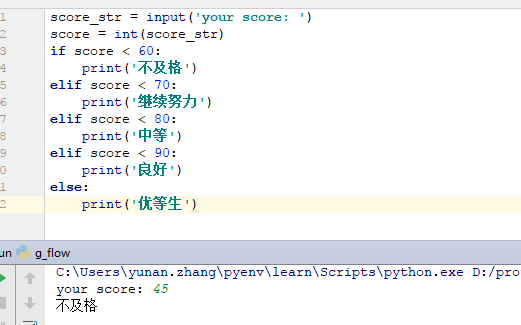 1 score_str = input('your score: ')
2 score = int(score_str)
3 if score < 60:
4     print('不及格')
5 elif score < 70:
6     print('继续努力')
7 elif score < 80:
8     print('中等')
9 elif score < 90:
0     print('良好')
1 else:
2     print('优等生')
un g_flow
C:\Users\yunan.zhang\pyenv\learn\Scripts\python.exe D:/pro
your score: 45
不及格